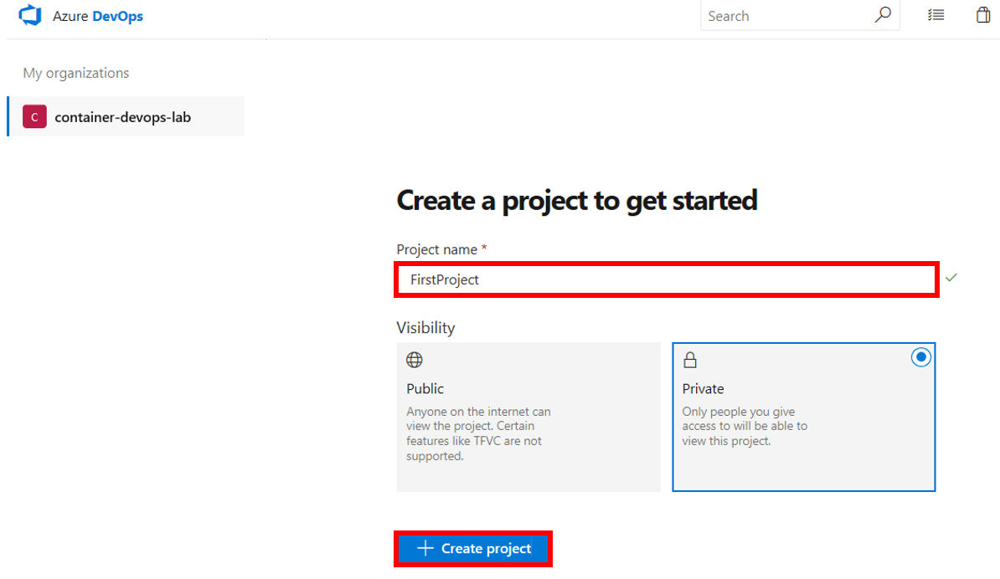 Azure DevOps
Search
My organizations
C
container-devops-lab
Create a project to get started
Project name *
FirstProject
Visibility
Public
Anyone on the internet can
view the project. Certain
features like TFVC are not
supported.
Private
Only people you give
access to will be able to
view this project.
Create project